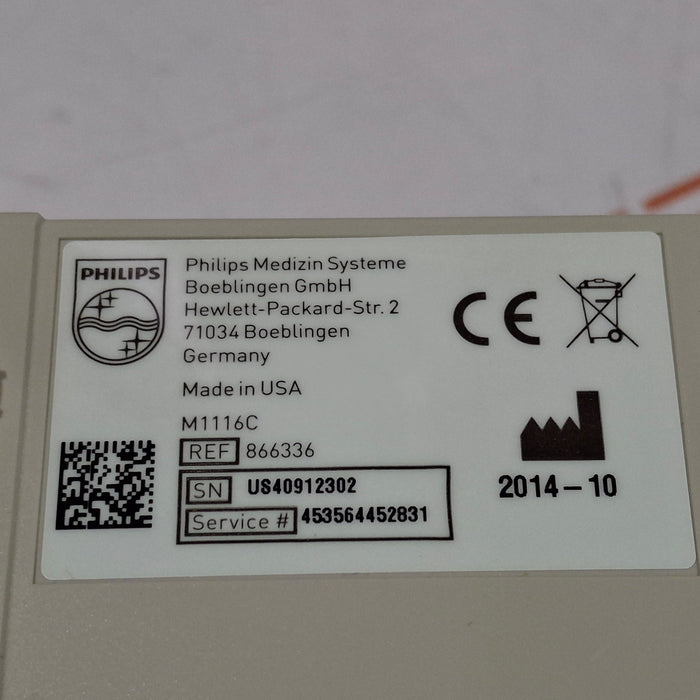 PHILIPS
Philips Medizin Systeme
Boeblingen GmbH
Hewlett-Packard-Str. 2
71034 Boeblingen
Germany
Made in USA
M1116C
REF 866336
SN US40912302
Service # 453564452831
CE
2014-10